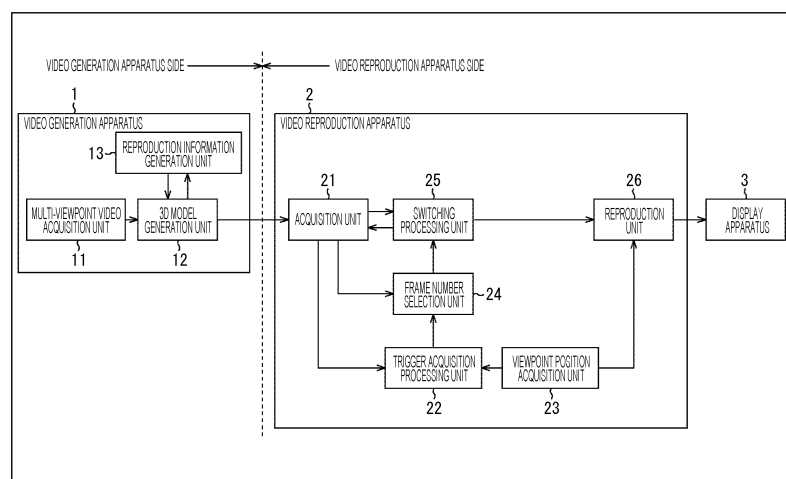 VIDEO GENERATION APPARATUS SIDE
VIDEO REPRODUCTION APPARATUS SIDE
1
VIDEO GENERATION APPARATUS
13
REPRODUCTION INFORMATION
GENERATION UNIT
MULTI-VIEWPOINT VIDEO
ACQUISITION UNIT
11
3D MODEL
GENERATION UNIT
12
2
VIDEO REPRODUCTION APPARATUS
21
ACQUISITION UNIT
25
SWITCHING
PROCESSING UNIT
26
REPRODUCTION
UNIT
3
DISPLAY
APPARATUS
FRAME NUMBER
SELECTION UNIT
24
TRIGGER ACQUISITION
PROCESSING UNIT
22
VIEWPOINT POSITION
ACQUISITION UNIT
23